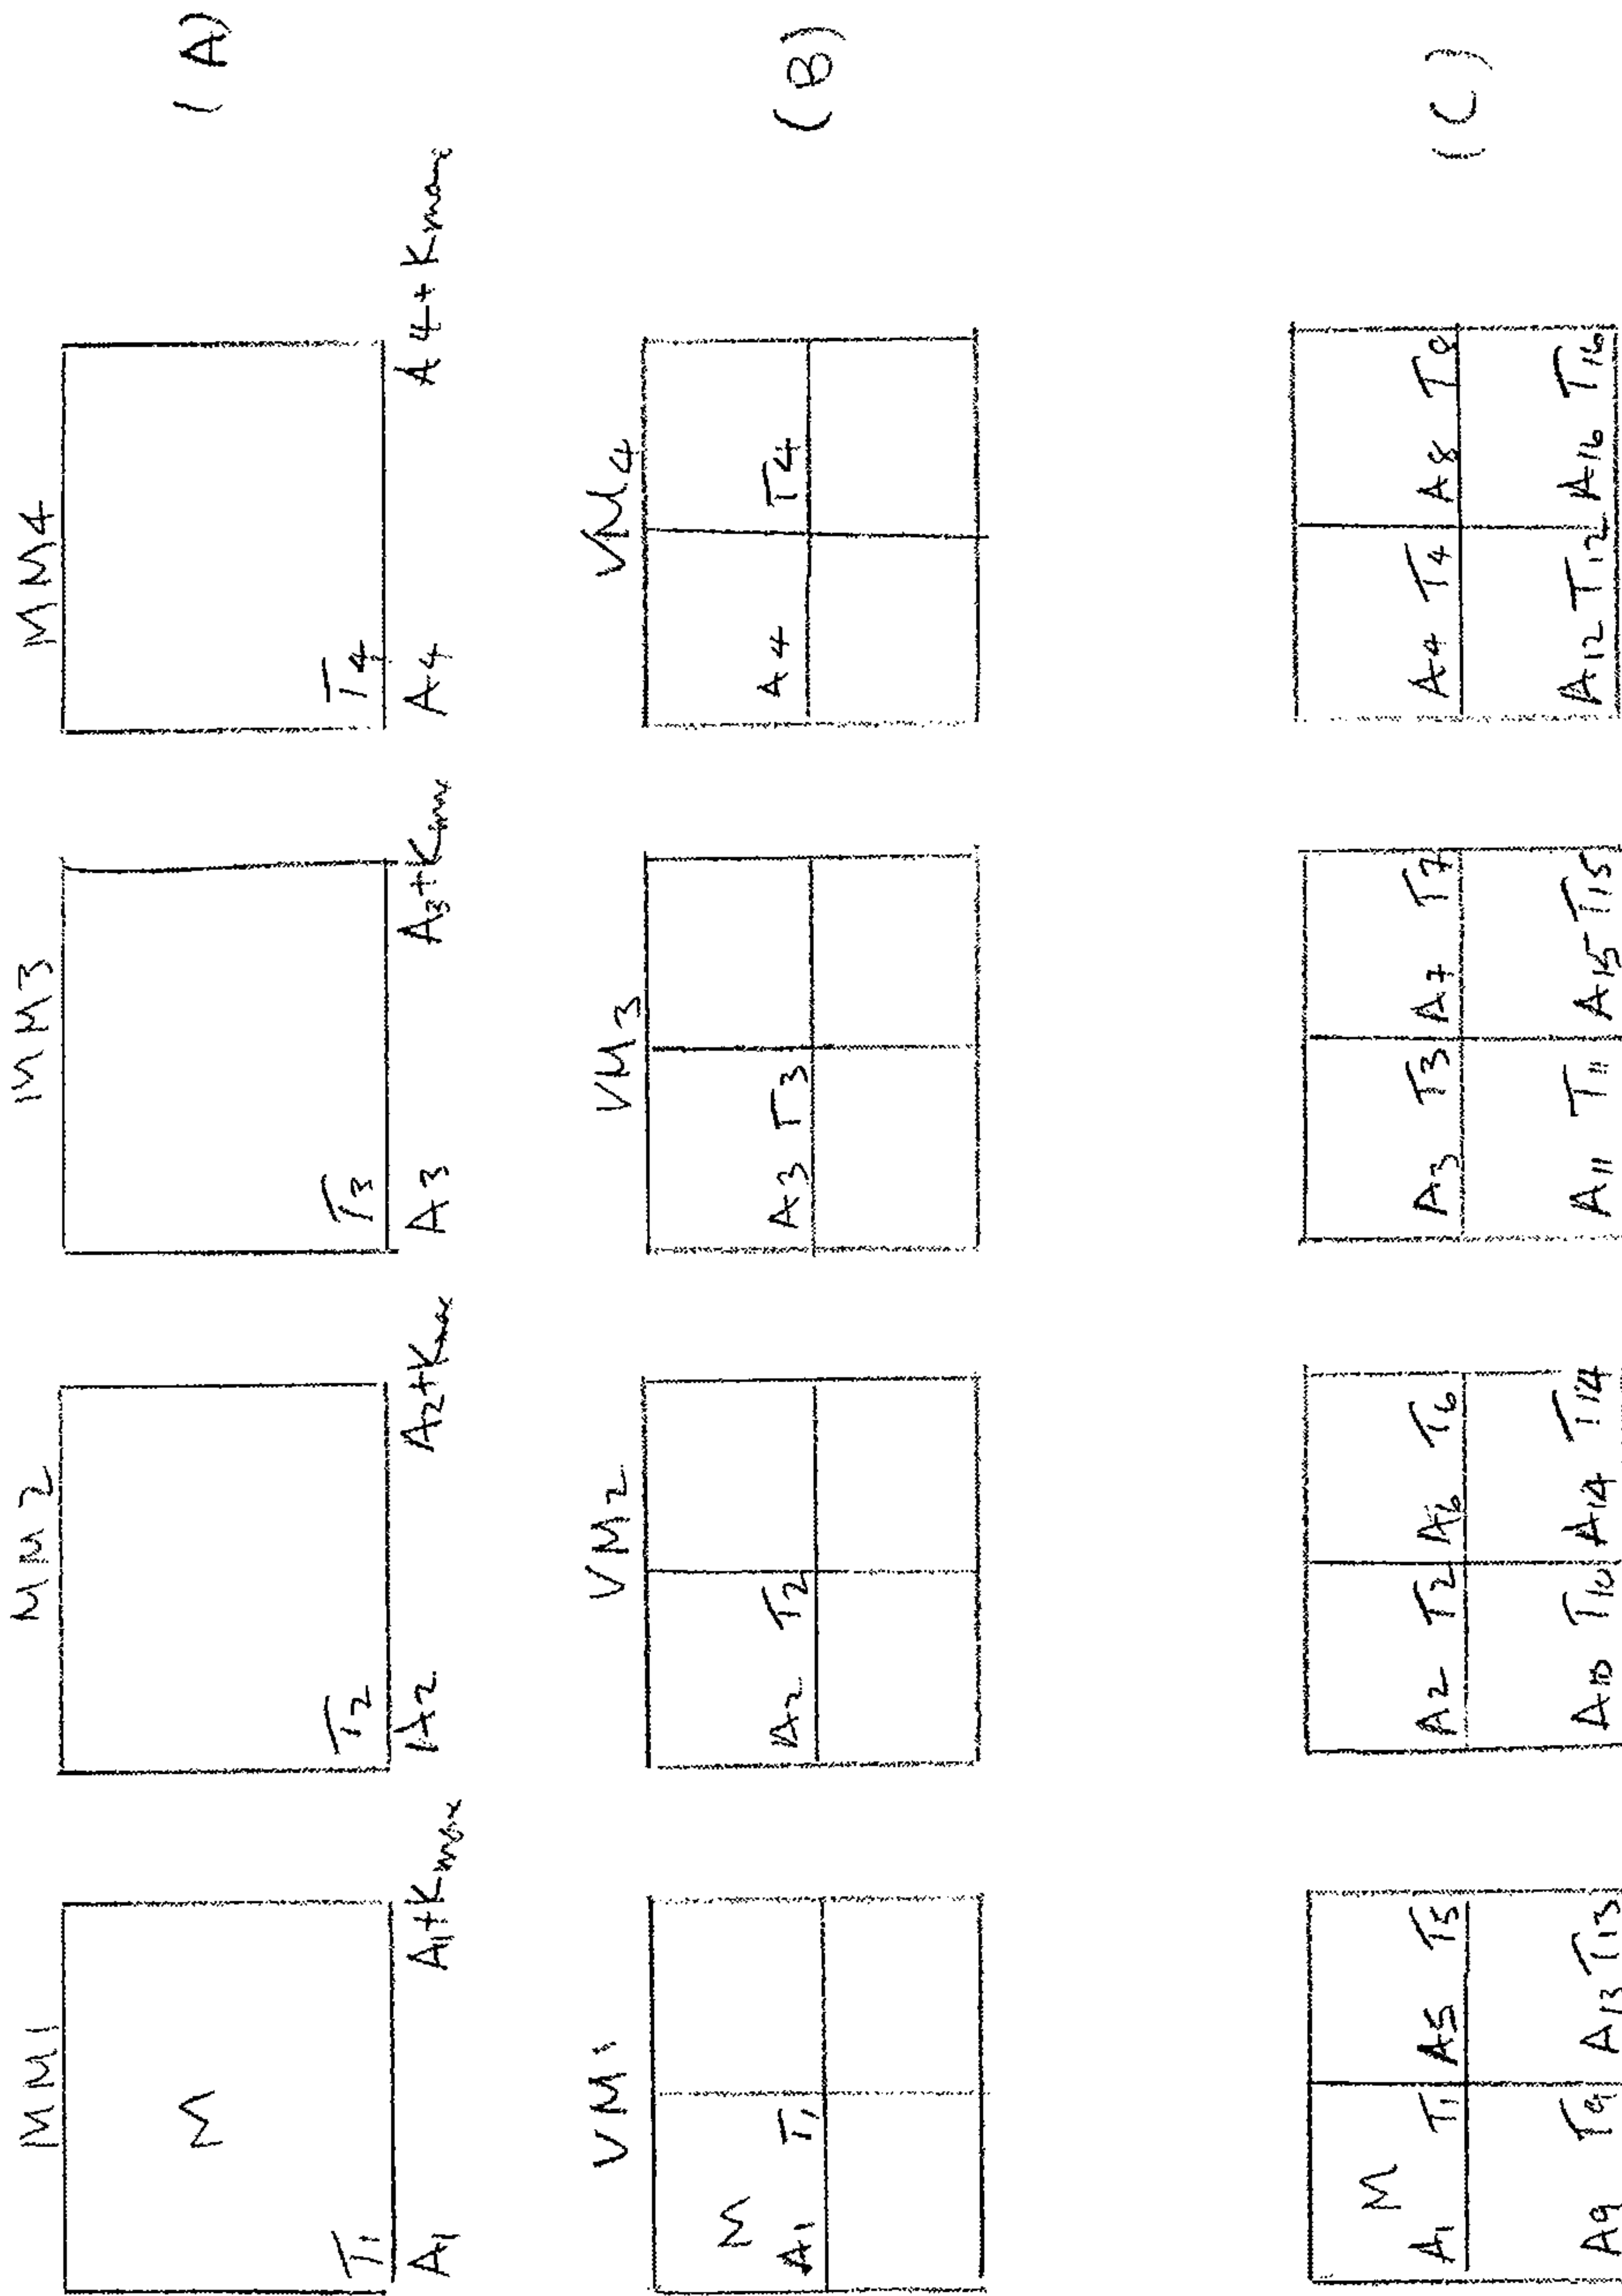 MM1 MM2 MM3 MM4
M
T1 T2 T3 T4 (A)
A1 A1+Kmax A2 A2+Kmax A3 A3+Kmax A4 A4+Kmax
VM1 VM2 VM3 VM4
M
A1 T1 A2 T2 A3 T3 A4 T4 (B)
M
A1 T1 A5 T5 A2 T2 A6 T6 A3 T3 A7 T7 A4 T4 A8 T8 (C)
A9 T9 A13 T13 A10 T10 A14 T14 A11 T11 A15 T15 A12 T12 A16 T16